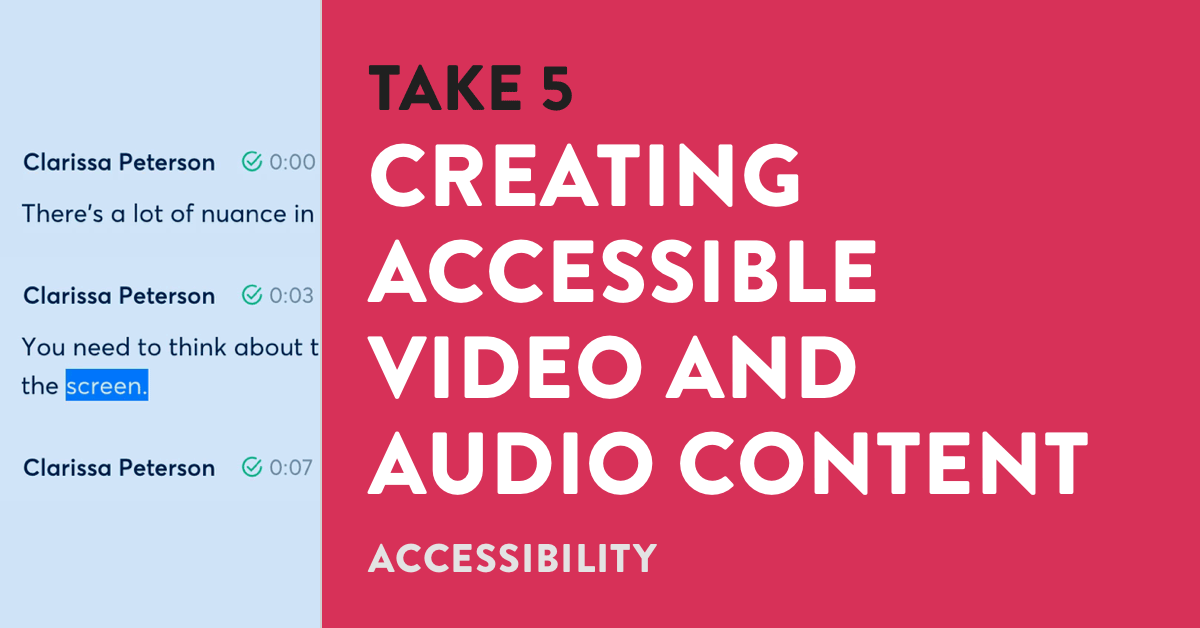 Clarissa Peterson 0:00
There's a lot of nuance in
Clarissa Peterson 0:03
You need to think about t
the screen.
Clarissa Peterson 0:07
TAKE 5
CREATING
ACCESSIBLE
VIDEO AND
AUDIO CONTENT
ACCESSIBILITY